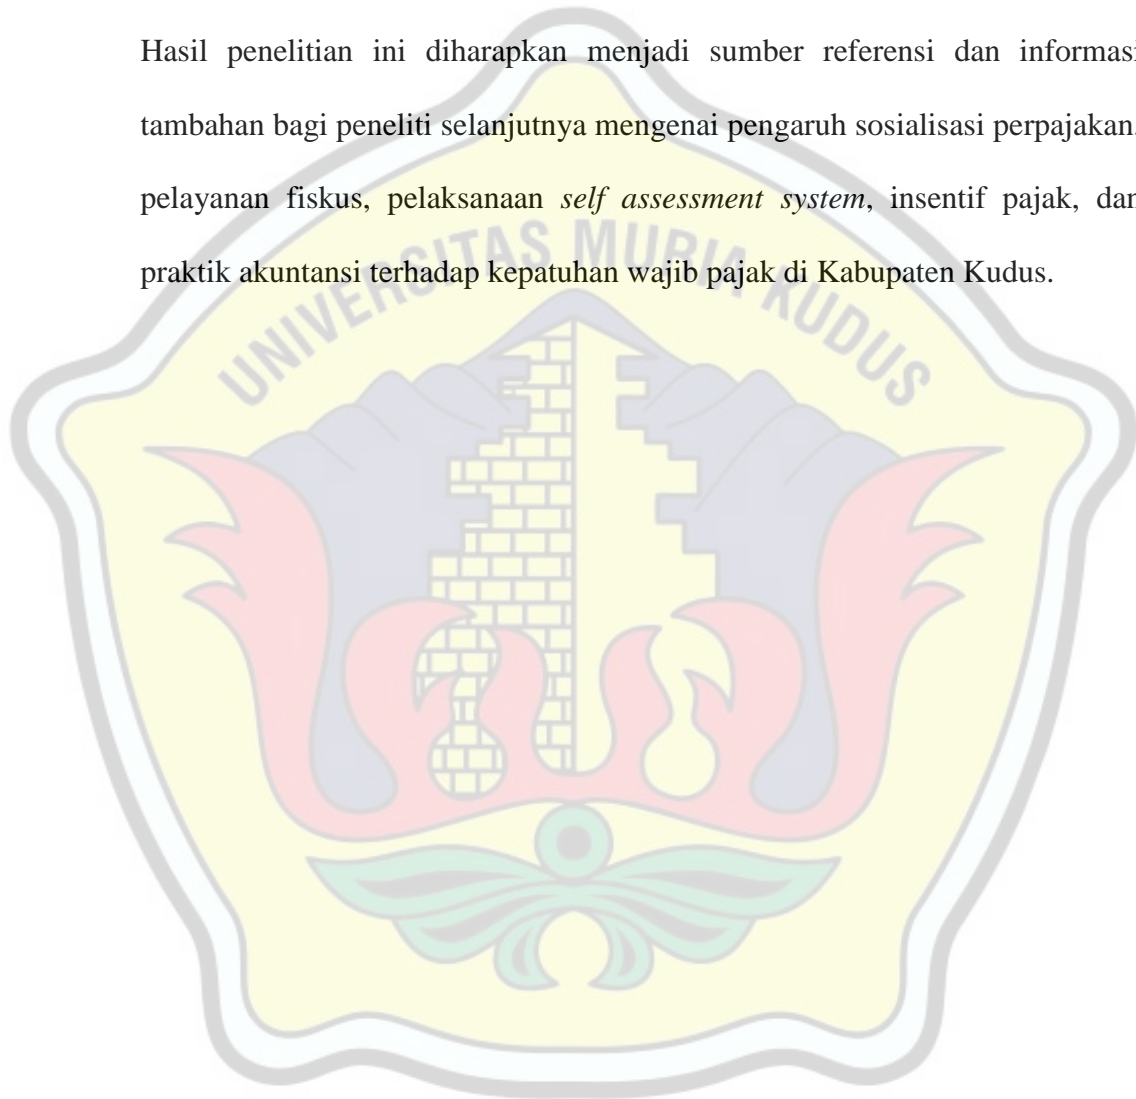 Hasil penelitian ini diharapkan menjadi sumber referensi dan informasi
tambahan bagi peneliti selanjutnya mengenai pengaruh sosialisasi perpajakan,
pelayanan fiskus, pelaksanaan self assessment system, insentif pajak, dan
praktik akuntansi terhadap kepatuhan wajib pajak di Kabupaten Kudus.
UNIVERSITAS MURIA KUDUS